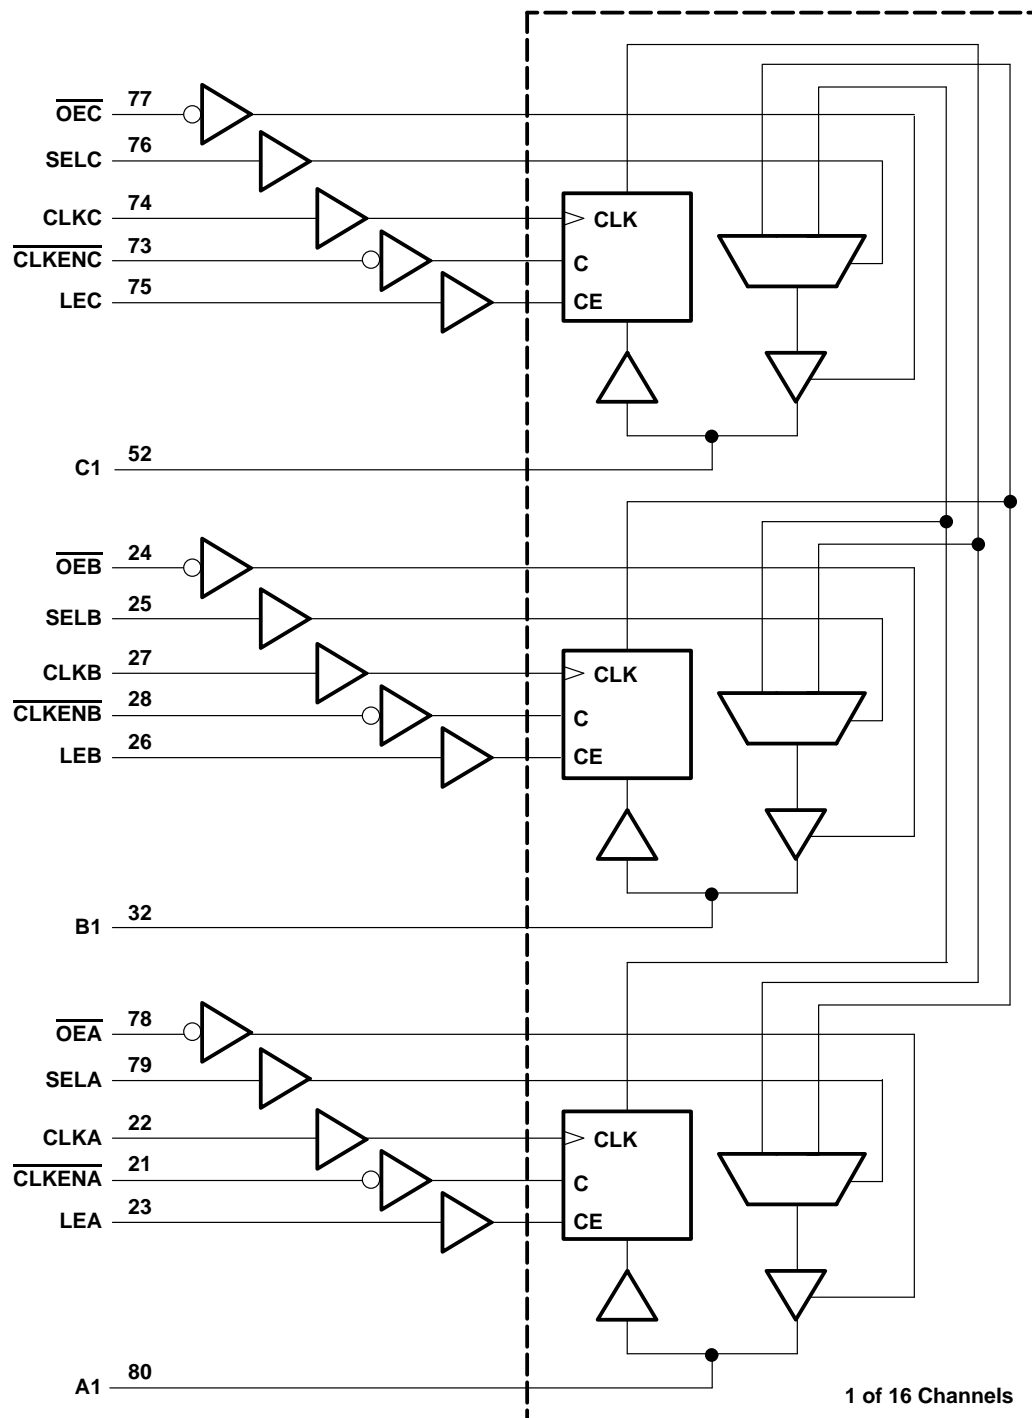 OEC 77
SELC 76
CLKC 74
CLKENC 73
LEC 75
CLK
C
CE
C1 52
OEB 24
SELB 25
CLKB 27
CLKENB 28
LEB 26
CLK
C
CE
B1 32
OEA 78
SELA 79
CLKA 22
CLKENA 21
LEA 23
CLK
C
CE
A1 80
1 of 16 Channels